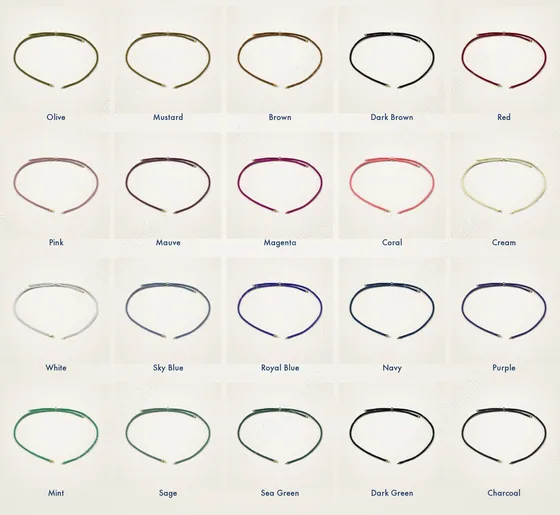 Olive Mustard Brown Dark Brown Red
Pink Mauve Magenta Coral Cream
White Sky Blue Royal Blue Navy Purple
Mint Sage Sea Green Dark Green Charcoal